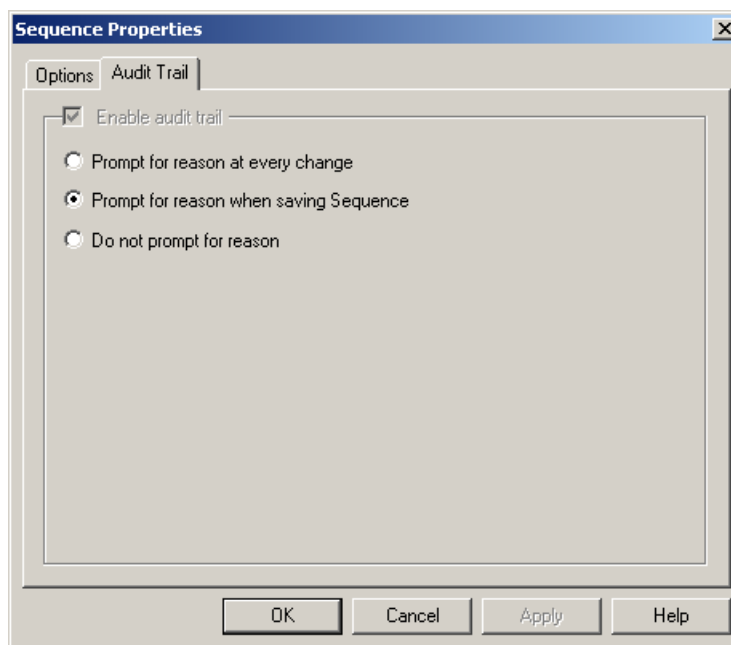 Sequence Properties
Options Audit Trail
Enable audit trail
Prompt for reason at every change
Prompt for reason when saving Sequence
Do not prompt for reason
OK Cancel Apply Help